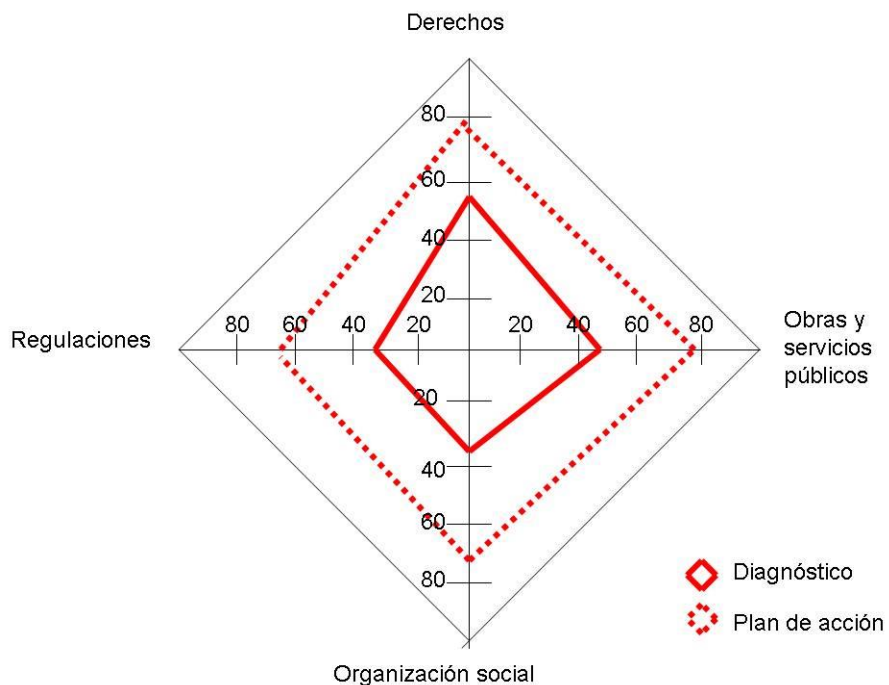 Derechos
80
60
40
20
Regulaciones
80 60 40 20
20 40 60 80
Obras y
servicios
públicos
20
40
60
80
Diagnóstico
Plan de acción
Organización social